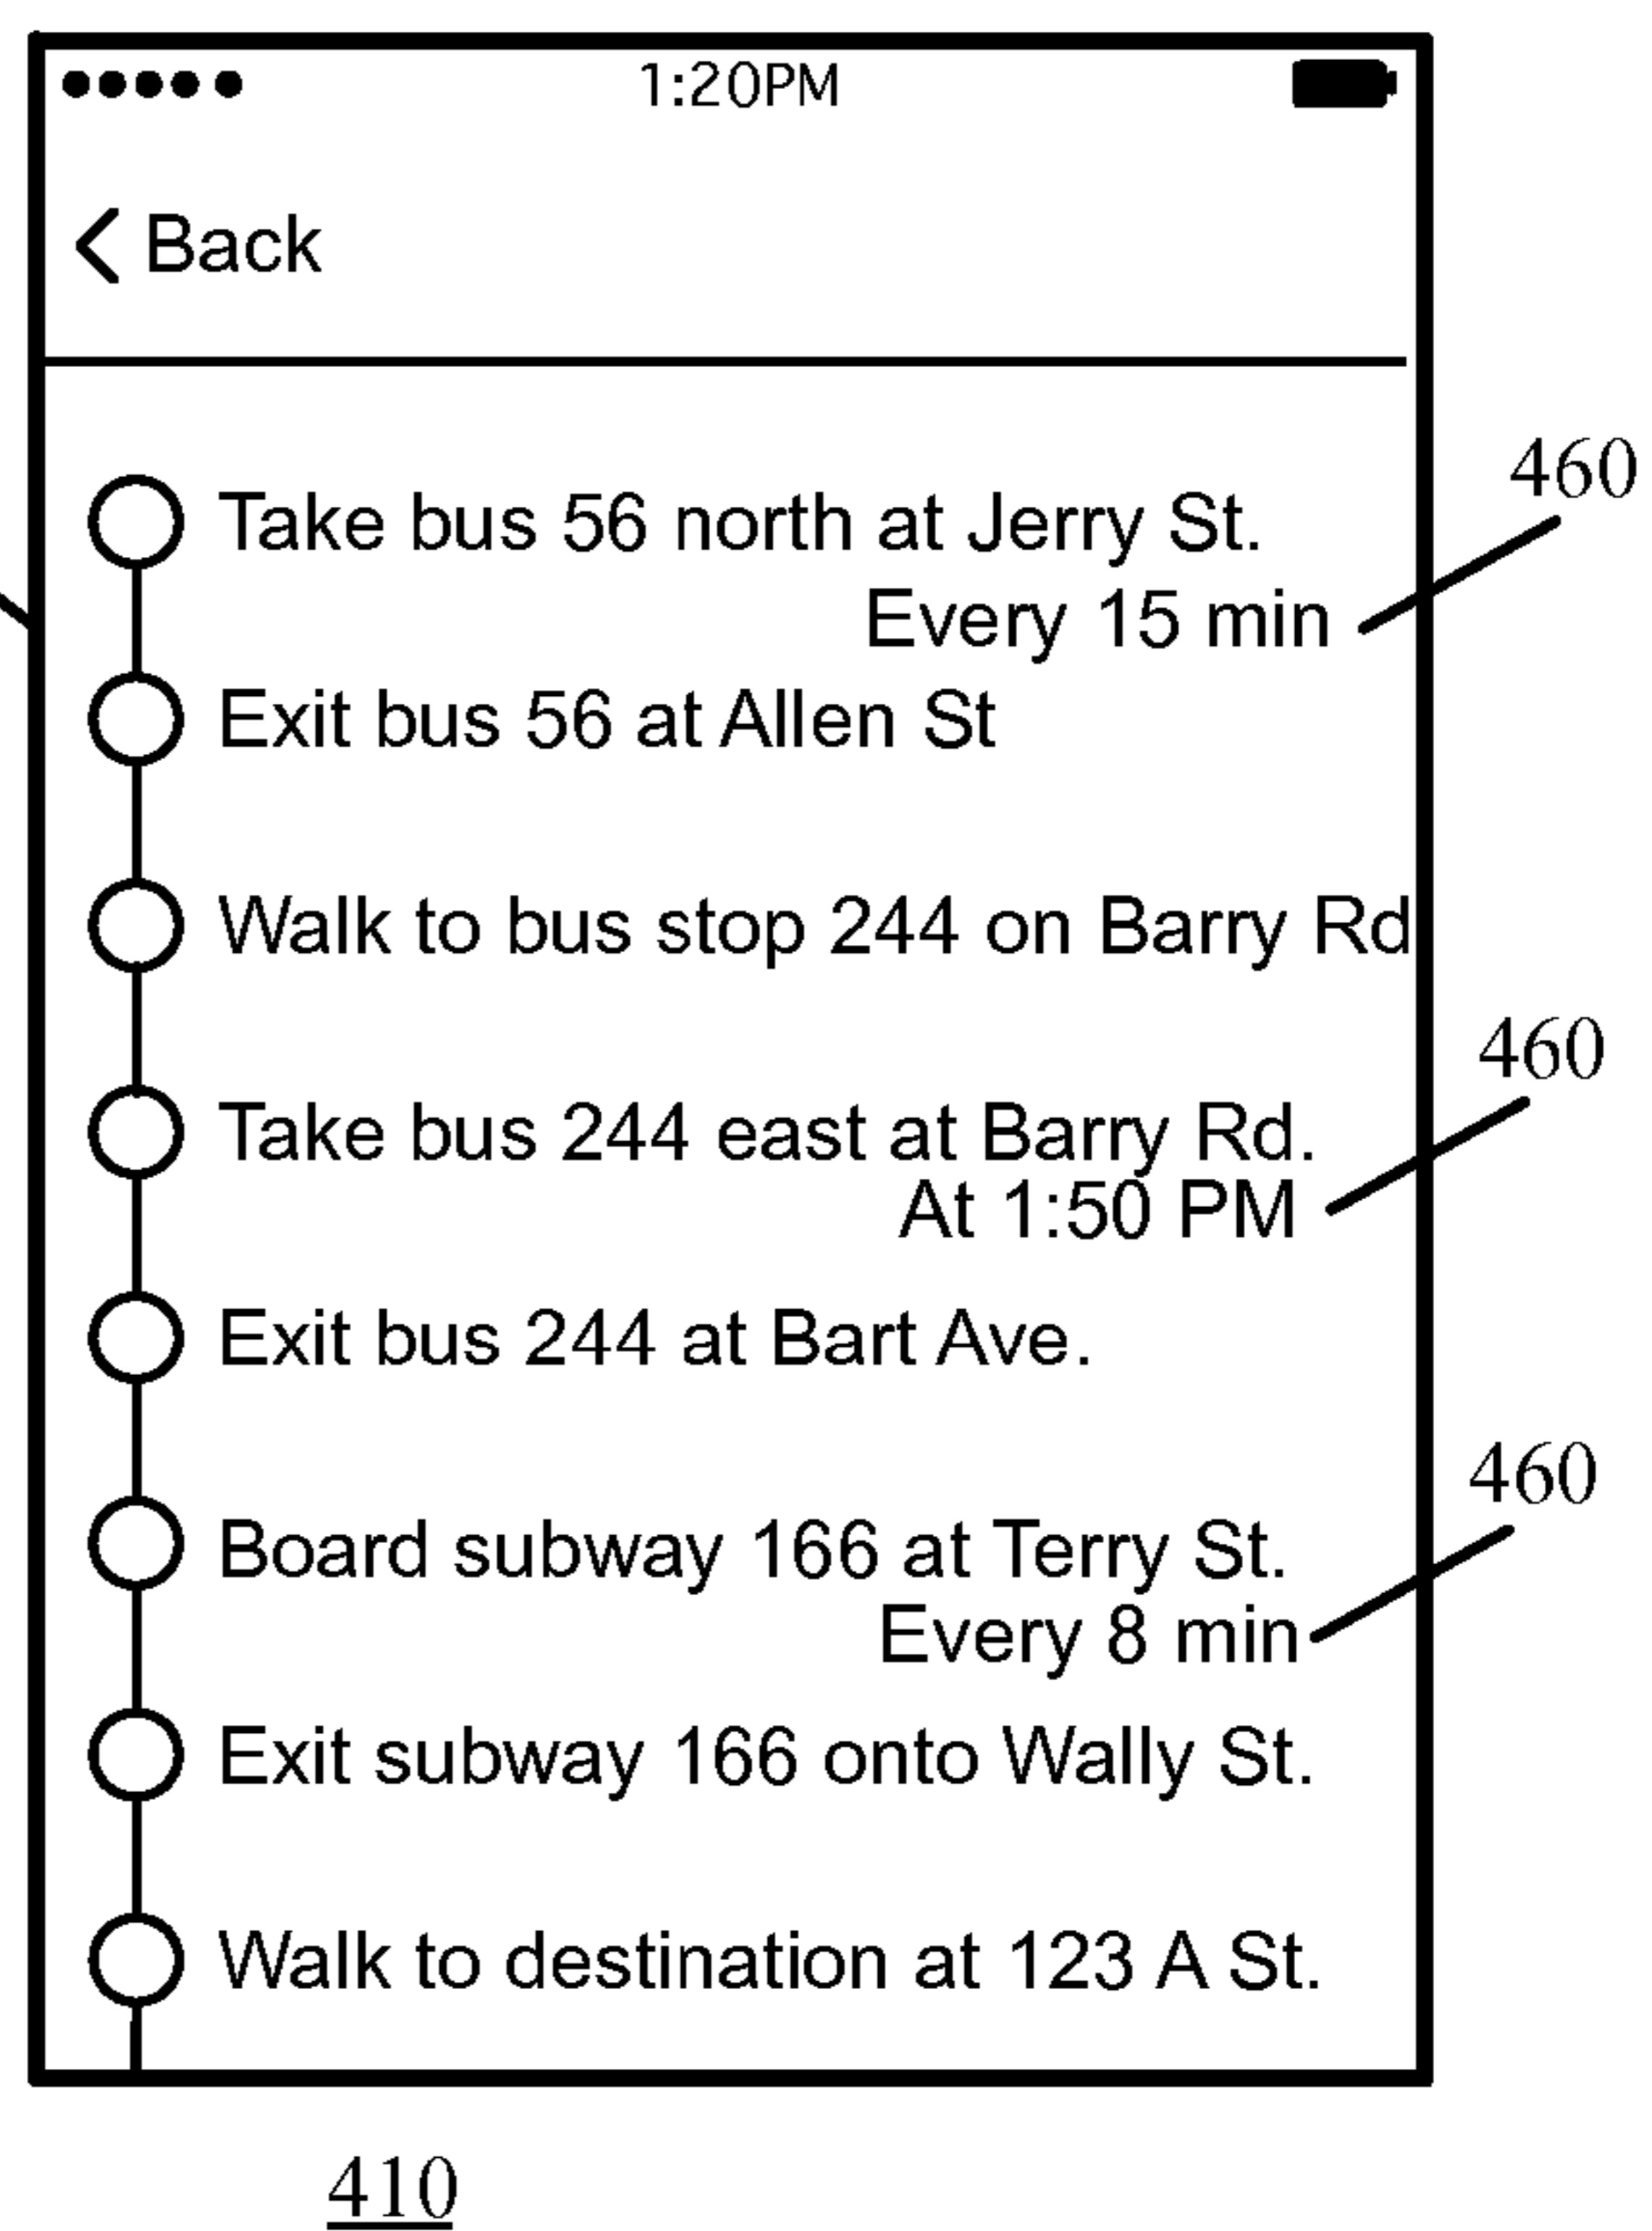 1:20PM
Back
460
Take bus 56 north at Jerry St.
Every 15 min
Exit bus 56 at Allen St
Walk to bus stop 244 on Barry Rd
460
Take bus 244 east at Barry Rd.
At 1:50 PM
Exit bus 244 at Bart Ave.
460
Board subway 166 at Terry St.
Every 8 min
Exit subway 166 onto Wally St.
Walk to destination at 123 A St.
410